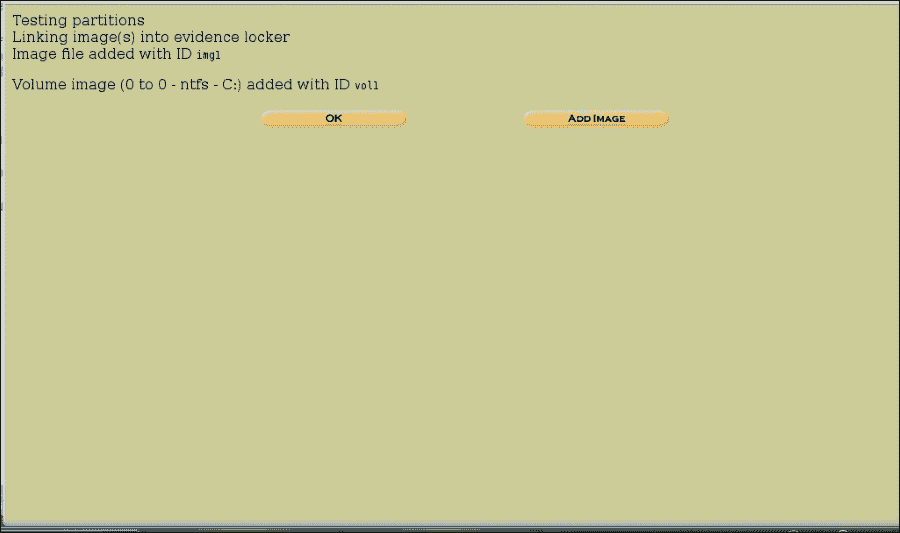 Testing partitions
Linking image(s) into evidence locker
Image file added with ID img1
Volume image (0 to 0 - ntfs - C:) added with ID vol1
OK
ADD IMAGE